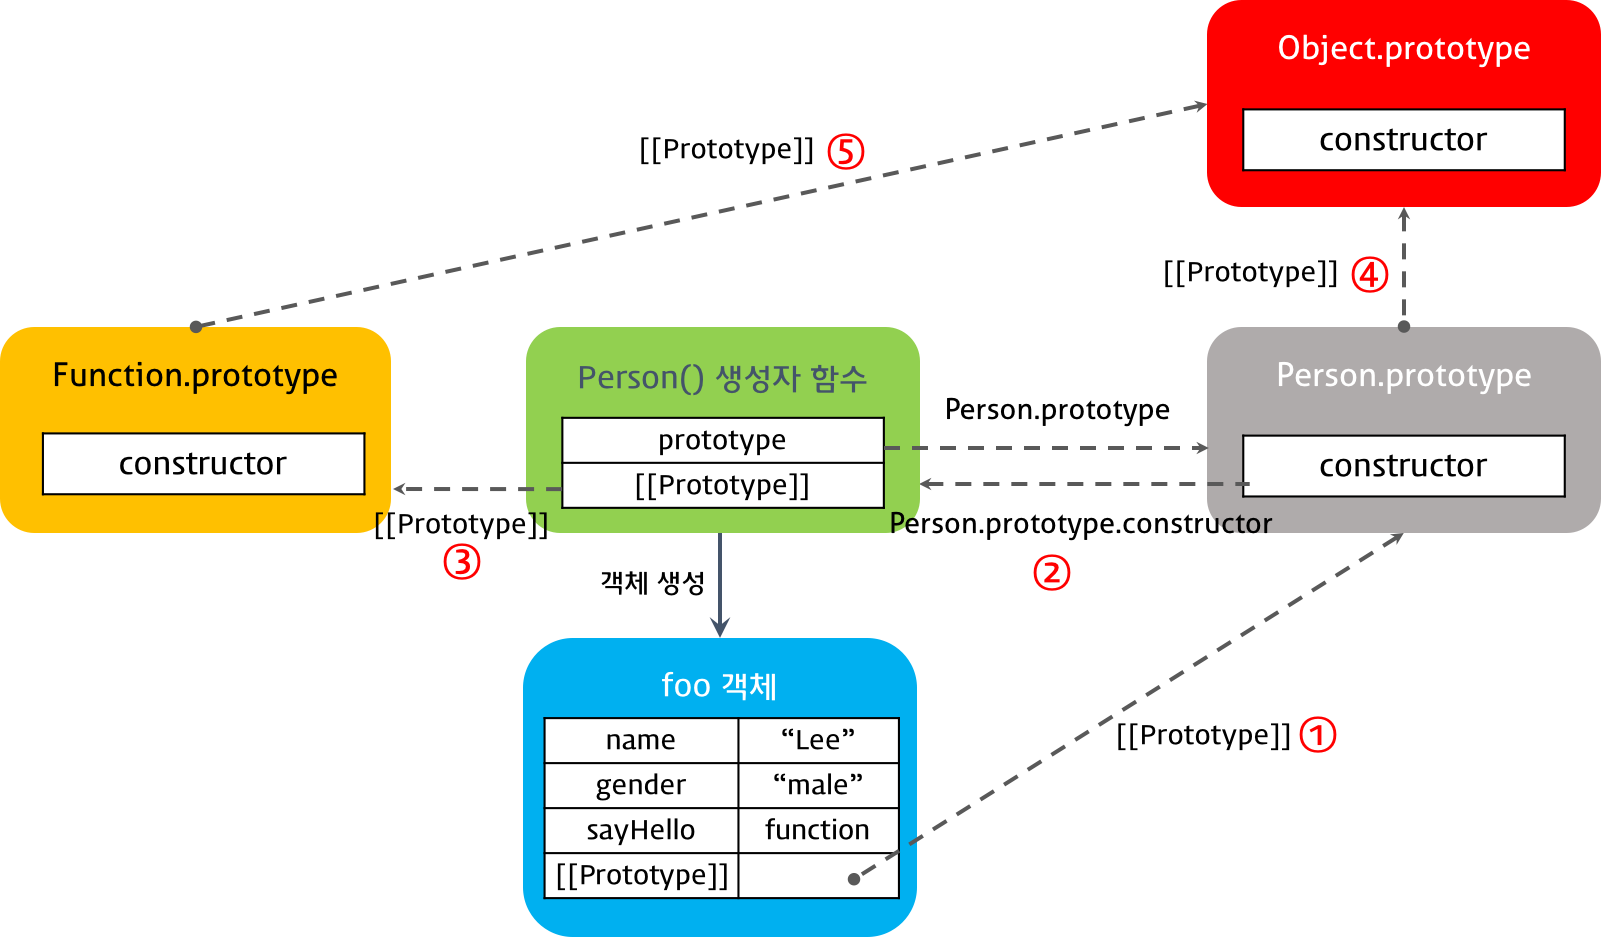 Object.prototype
constructor
[[Prototype]] ⑤
[[Prototype]] ④
Function.prototype
constructor
Person() 생성자 함수
prototype
[[Prototype]]
Person.prototype
Person.prototype
constructor
[[Prototype]]
③
Person.prototype.constructor
②
객체 생성
foo 객체
name “Lee”
gender “male”
sayHello function
[[Prototype]]
[[Prototype]] ①